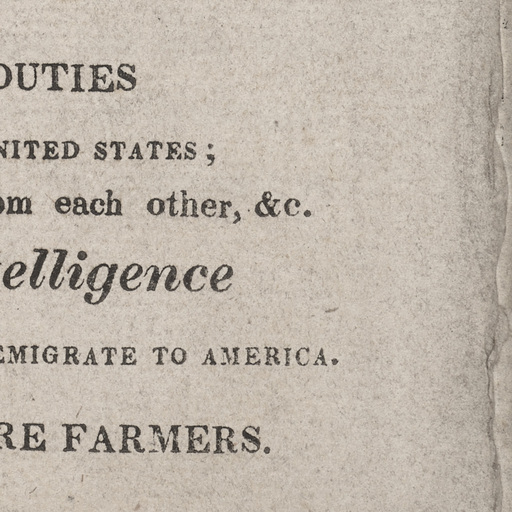 DUTIES
NITED STATES;
om each other, &c.
elligence
EMIGRATE TO AMERICA.
RE FARMERS.